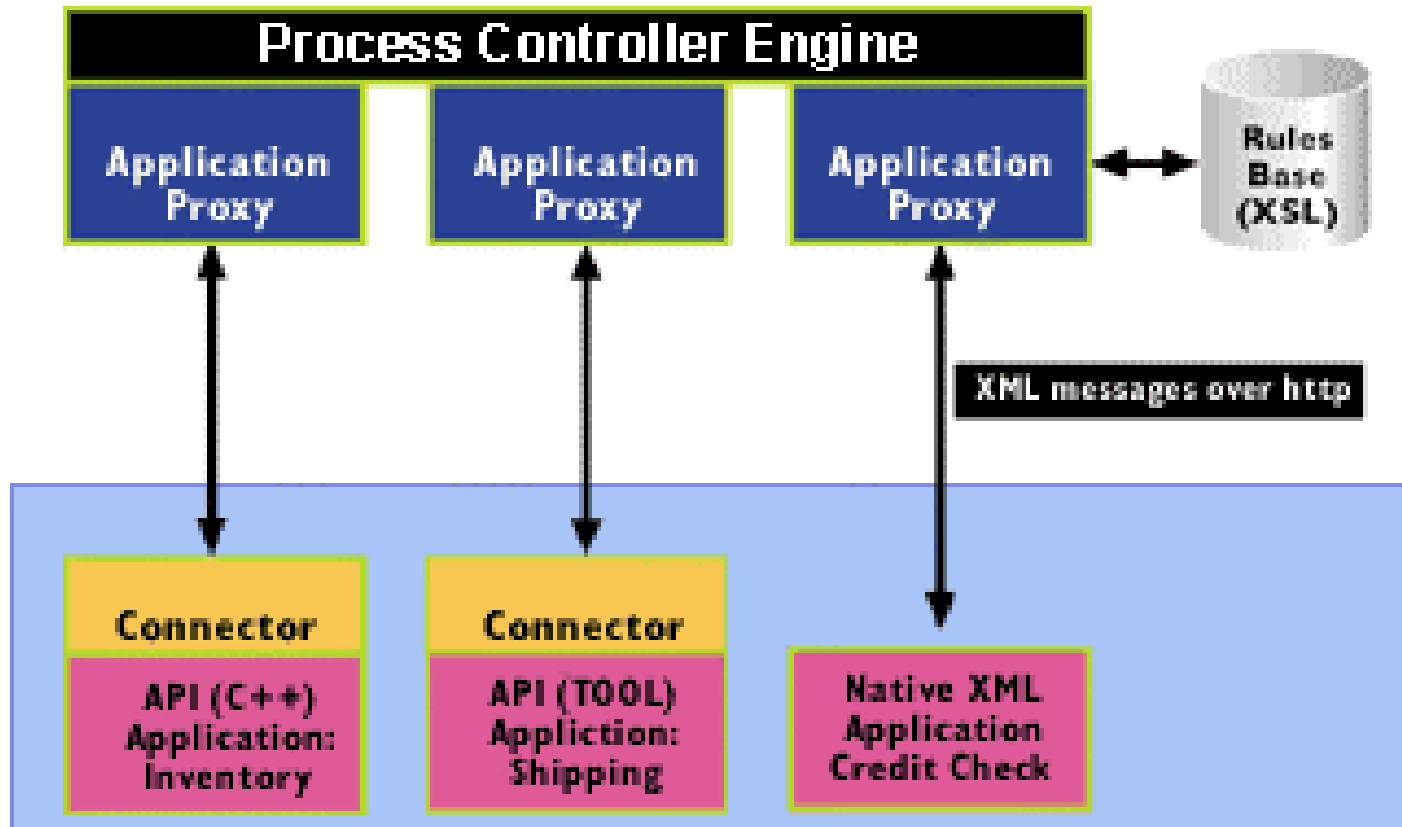 Process Controller Engine
Application
Proxy
Application
Proxy
Application
Proxy
Rules
Base
(XSL)
XML messages over http
Connector
API (C++)
Application:
Inventory
Connector
API (TOOL)
Appliction:
Shipping
Native XML
Application
Credit Check